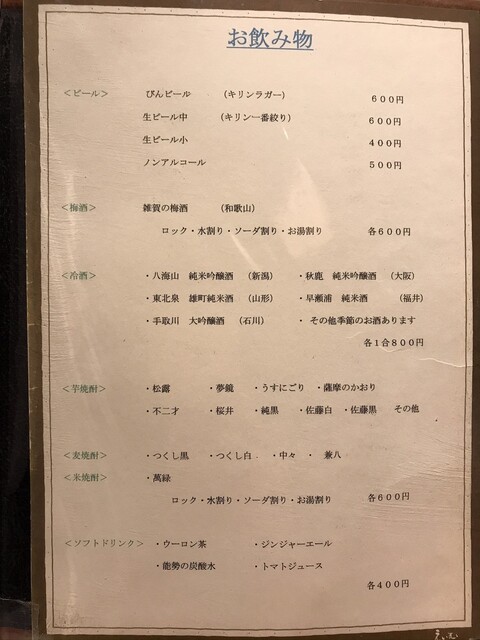 お飲み物
＜ビール＞ びんビール （キリンラガー） ６００円
生ビール中 （キリン一番絞り） ６００円
生ビール小 ４００円
ノンアルコール ５００円
＜梅酒＞ 雑賀の梅酒 （和歌山）
ロック・水割り・ソーダ割り・お湯割り 各６００円
＜冷酒＞ ・八海山 純米吟醸酒 （新潟） ・秋鹿 純米吟醸酒 （大阪）
・東北泉 雄町純米酒 （山形） ・早瀬浦 純米酒 （福井）
・手取川 大吟醸酒 （石川） ・その他季節のお酒あります
各１合８００円
＜芋焼酎＞ ・松露 ・夢鏡 ・うすにごり ・薩摩のかおり
・不二才 ・桜井 ・純黒 ・佐藤白 ・佐藤黒 その他
＜麦焼酎＞ ・つくし黒 ・つくし白 ・中々 ・兼八
＜米焼酎＞ ・萬緑
ロック・水割り・ソーダ割り・お湯割り 各６００円
＜ソフトドリンク＞ ・ウーロン茶 ・ジンジャーエール
・能勢の炭酸水 ・トマトジュース
各４００円